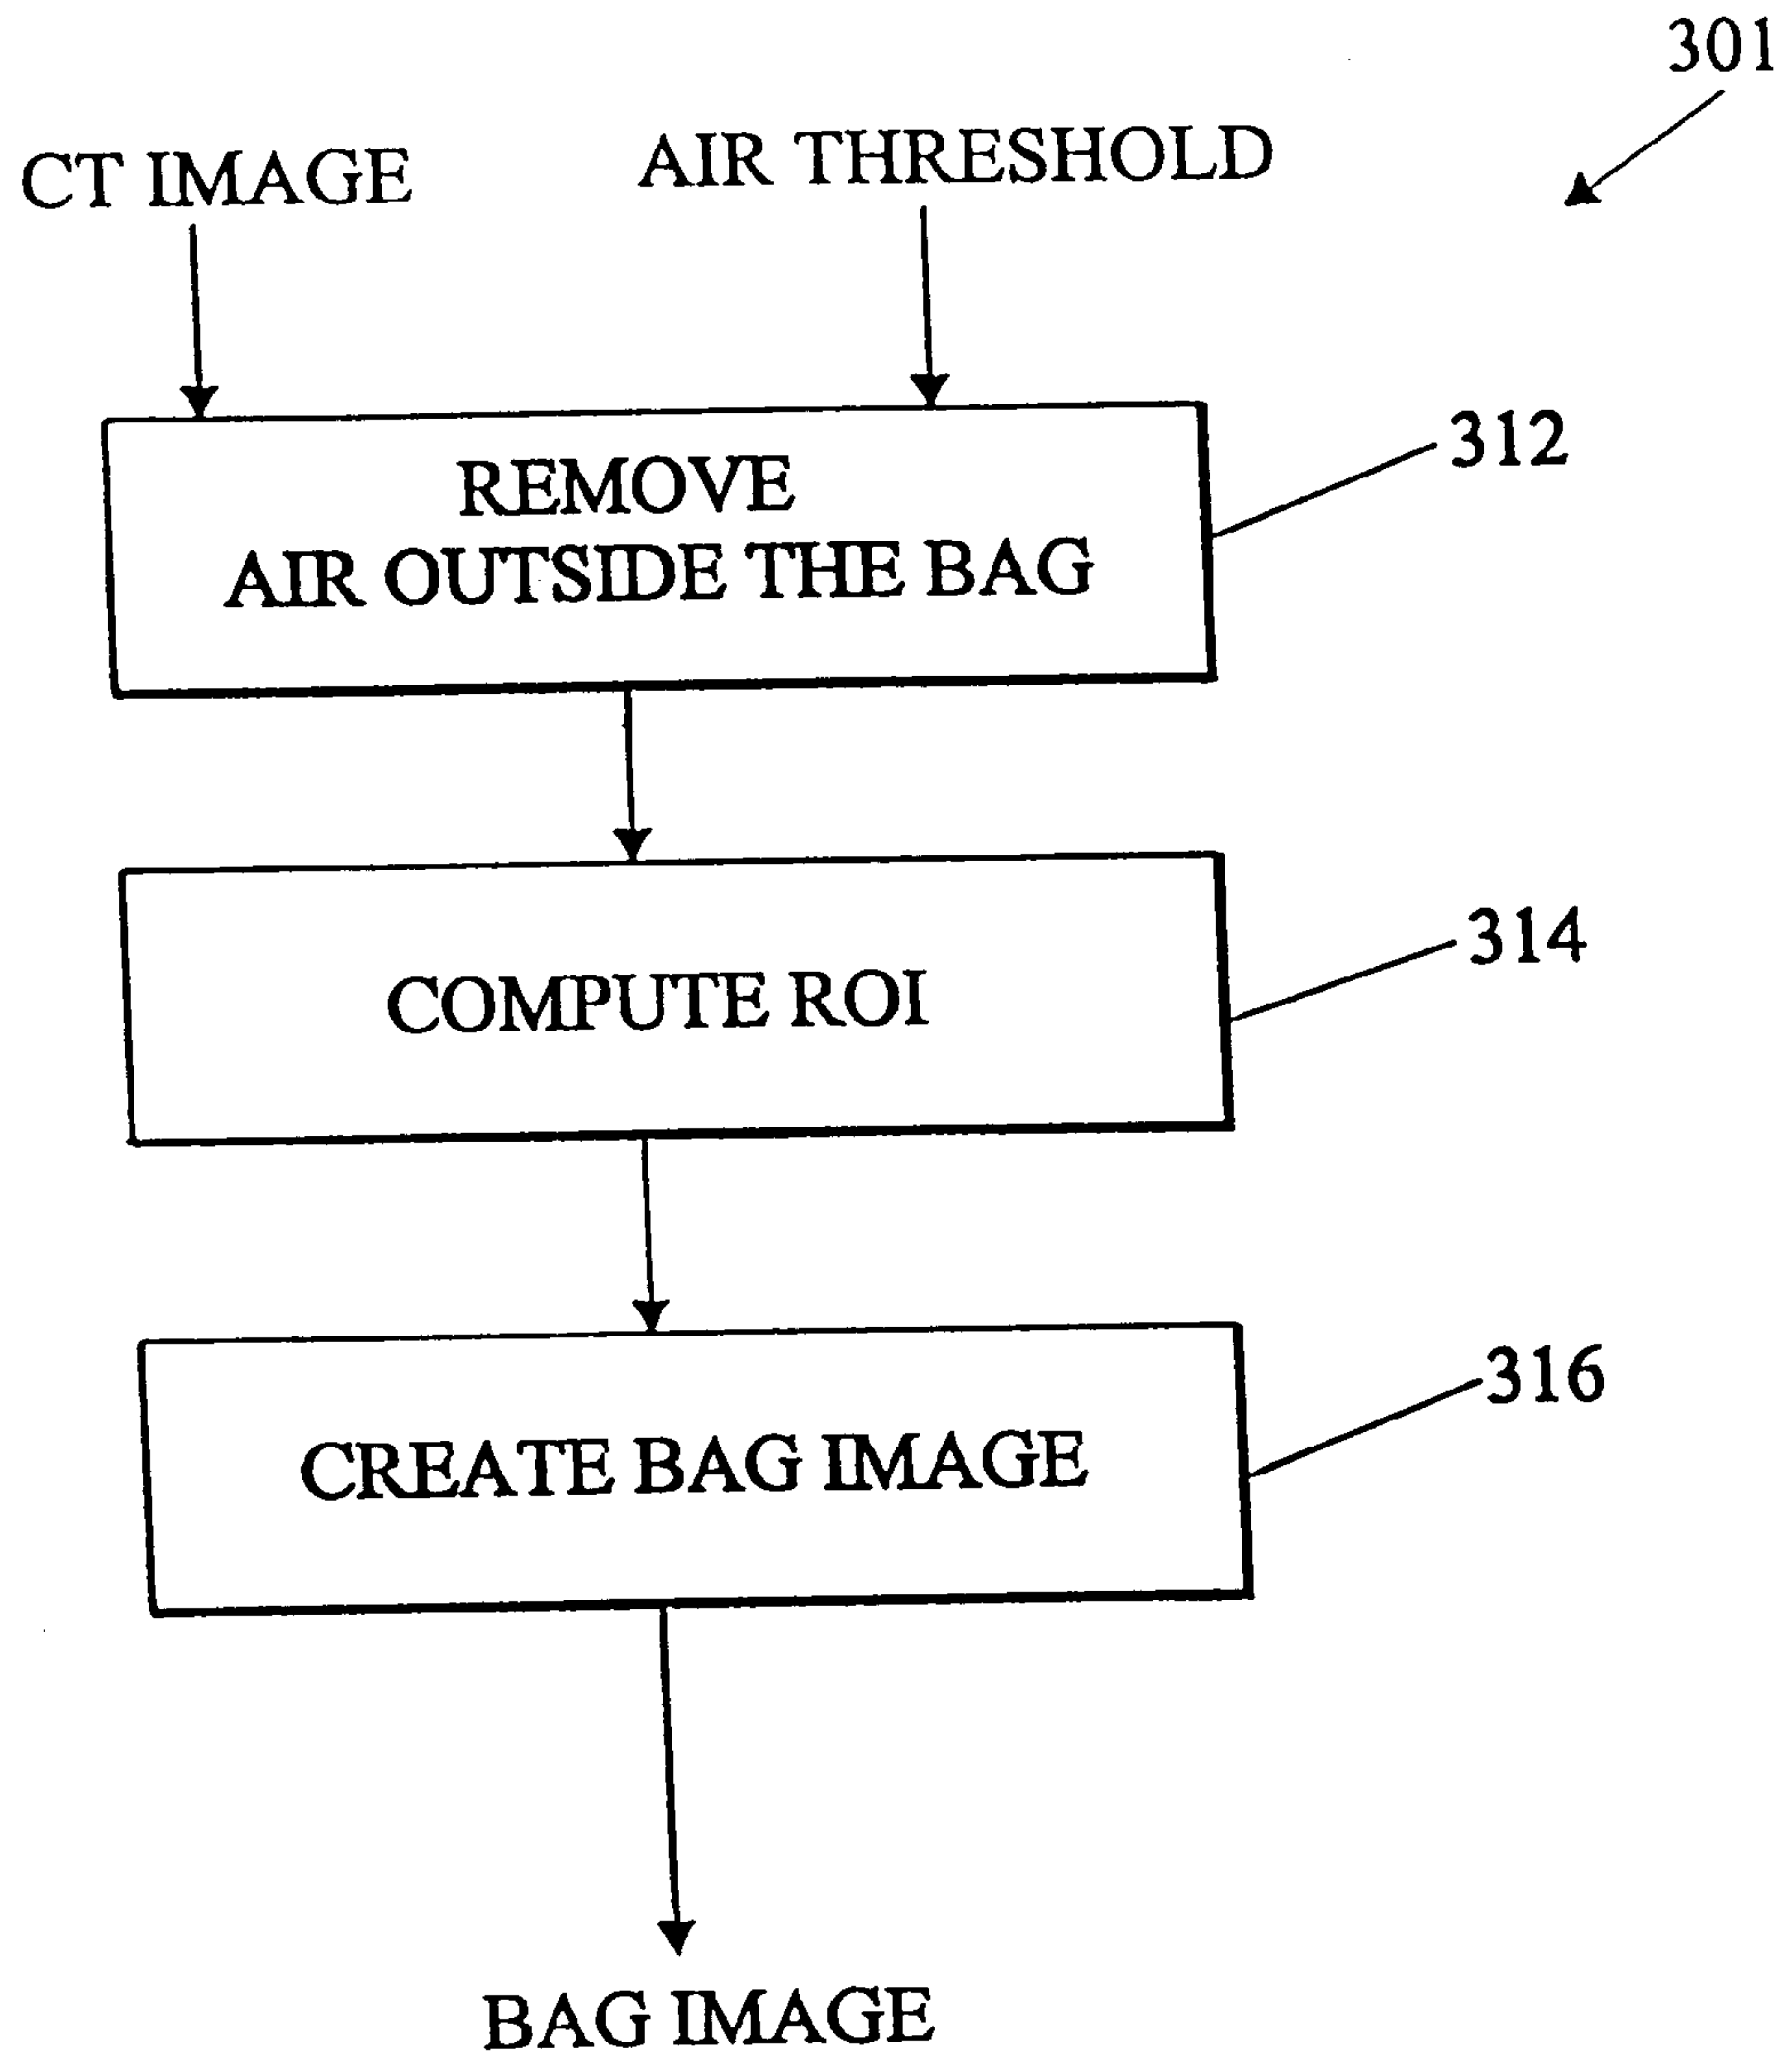 301
CT IMAGE
AIR THRESHOLD
REMOVE
AIR OUTSIDE THE BAG
312
COMPUTE ROI
314
CREATE BAG IMAGE
316
BAG IMAGE